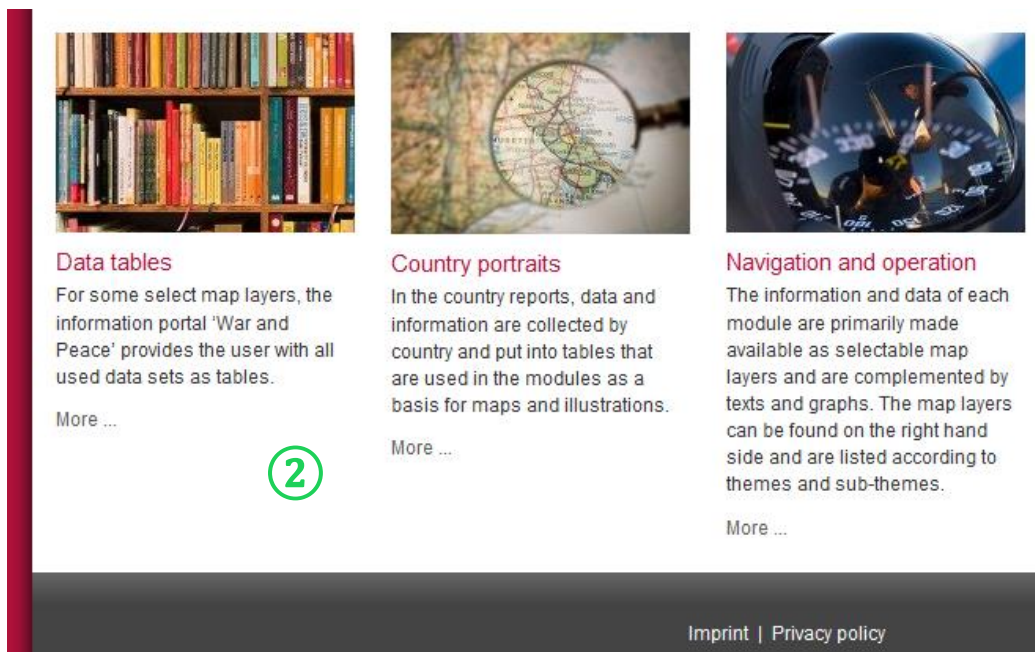 Data tables
For some select map layers, the
information portal ‘War and
Peace’ provides the user with all
used data sets as tables.
More ...
②
Country portraits
In the country reports, data and
information are collected by
country and put into tables that
are used in the modules as a
basis for maps and illustrations.
More ...
Navigation and operation
The information and data of each
module are primarily made
available as selectable map
layers and are complemented by
texts and graphs. The map layers
can be found on the right hand
side and are listed according to
themes and sub-themes.
More ...
Imprint | Privacy policy